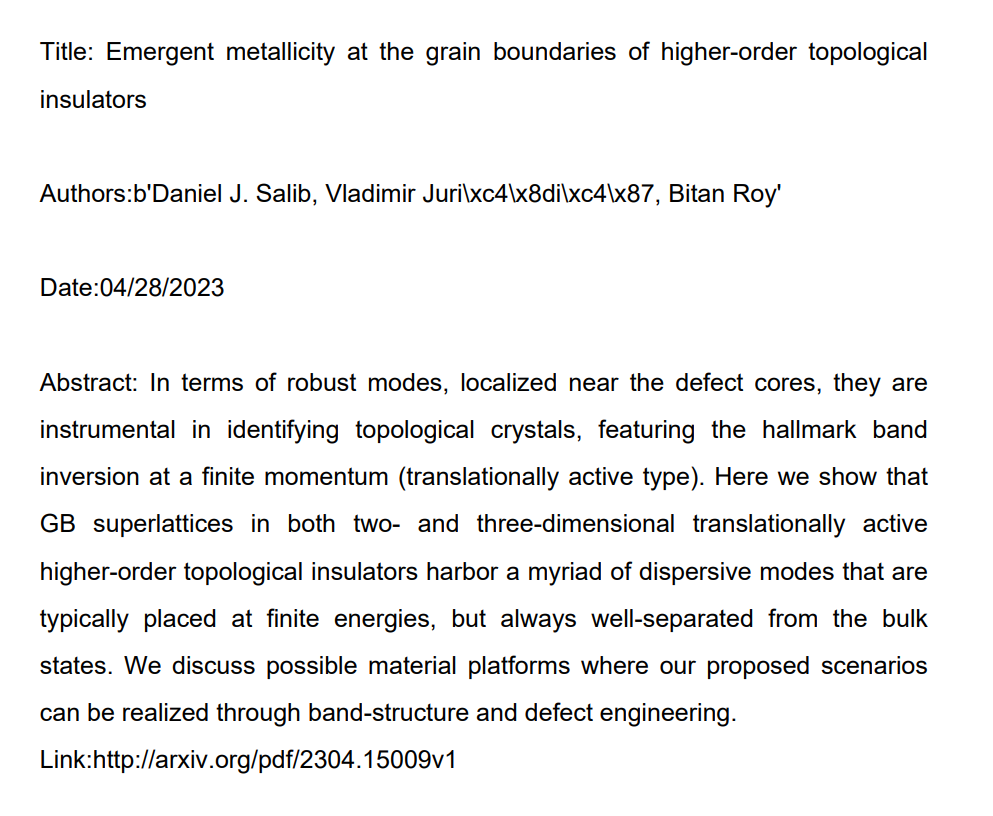 Title: Emergent metallicity at the grain boundaries of higher-order topological
insulators
Authors:b'Daniel J. Salib, Vladimir Juri\xc4\x8di\xc4\x87, Bitan Roy'
Date:04/28/2023
Abstract: In terms of robust modes, localized near the defect cores, they are
instrumental in identifying topological crystals, featuring the hallmark band
inversion at a finite momentum (translationally active type). Here we show that
GB superlattices in both two- and three-dimensional translationally active
higher-order topological insulators harbor a myriad of dispersive modes that are
typically placed at finite energies, but always well-separated from the bulk
states. We discuss possible material platforms where our proposed scenarios
can be realized through band-structure and defect engineering.
Link:http://arxiv.org/pdf/2304.15009v1